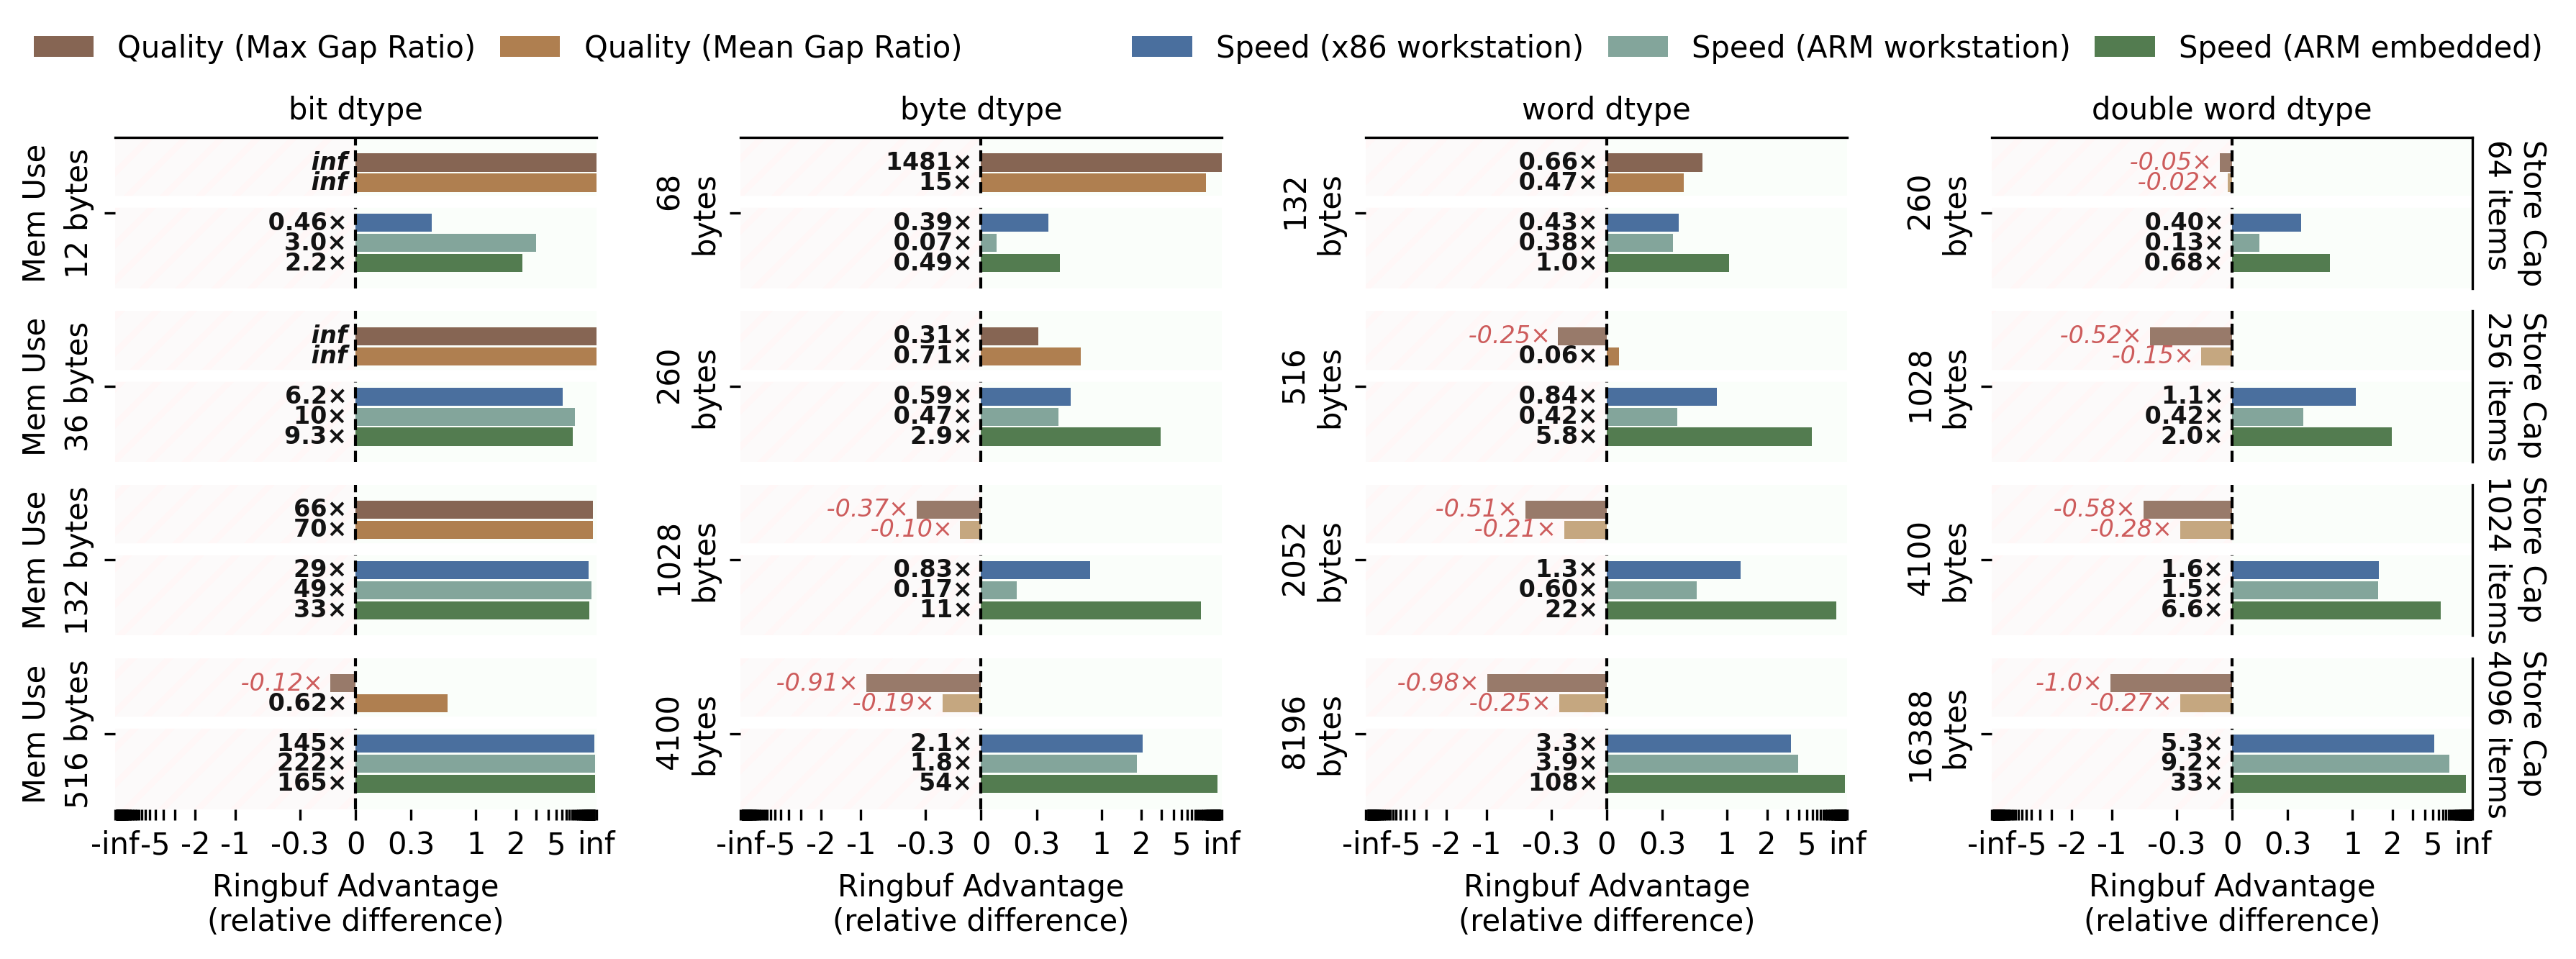 Quality (Max Gap Ratio) Quality (Mean Gap Ratio) Speed (x86 workstation) Speed (ARM workstation) Speed (ARM embedded)
bit dtype byte dtype word dtype double word dtype
Mem Use
12 bytes
inf
inf
0.46×
3.0×
2.2×
68
bytes
1481×
15×
0.39×
0.07×
0.49×
132
bytes
0.66×
0.47×
0.43×
0.38×
1.0×
260
bytes
-0.05×
-0.02×
0.40×
0.13×
0.68×
Store Cap
64 items
Mem Use
36 bytes
inf
inf
6.2×
10×
9.3×
260
bytes
0.31×
0.71×
0.59×
0.47×
2.9×
516
bytes
-0.25×
0.06×
0.84×
0.42×
5.8×
1028
bytes
-0.52×
-0.15×
1.1×
0.42×
2.0×
Store Cap
256 items
Mem Use
132 bytes
66×
70×
29×
49×
33×
1028
bytes
-0.37×
-0.10×
0.83×
0.17×
11×
2052
bytes
-0.51×
-0.21×
1.3×
0.60×
22×
4100
bytes
-0.58×
-0.28×
1.6×
1.5×
6.6×
Store Cap
1024 items
Mem Use
516 bytes
-0.12×
0.62×
145×
222×
165×
4100
bytes
-0.91×
-0.19×
2.1×
1.8×
54×
8196
bytes
-0.98×
-0.25×
3.3×
3.9×
108×
16388
bytes
-1.0×
-0.27×
5.3×
9.2×
33×
Store Cap
4096 items
-inf -5 -2 -1 -0.3 0 0.3 1 2 5 inf
Ringbuf Advantage
(relative difference)
-inf -5 -2 -1 -0.3 0 0.3 1 2 5 inf
Ringbuf Advantage
(relative difference)
-inf -5 -2 -1 -0.3 0 0.3 1 2 5 inf
Ringbuf Advantage
(relative difference)
-inf -5 -2 -1 -0.3 0 0.3 1 2 5 inf
Ringbuf Advantage
(relative difference)